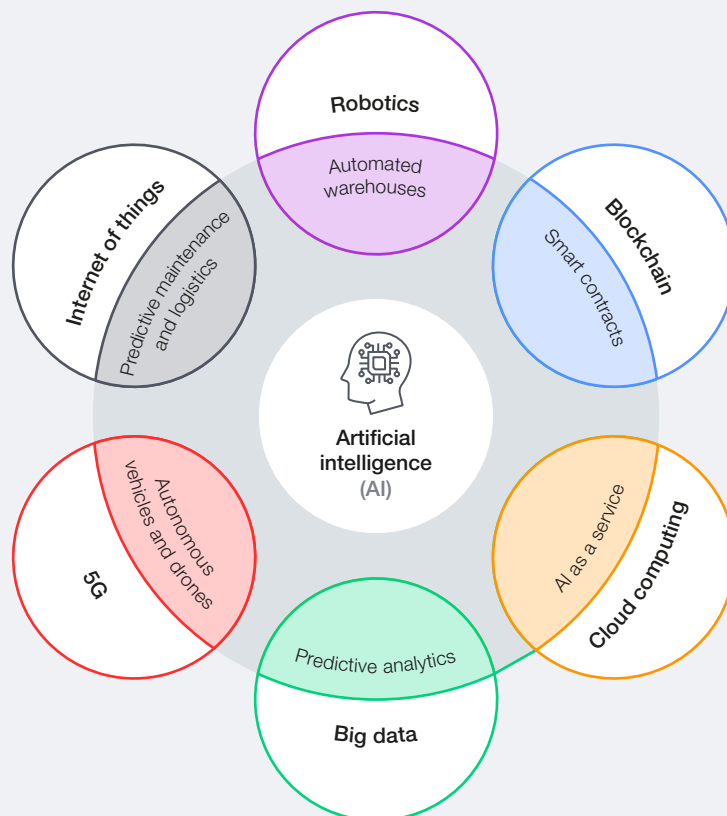 Robotics
Automated
warehouses
Blockchain
Smart contracts
Cloud computing
AI as a service
Big data
Predictive analytics
5G
Autonomous
vehicles and drones
Internet of things
Predictive maintenance
and logistics
Artificial
intelligence
(AI)